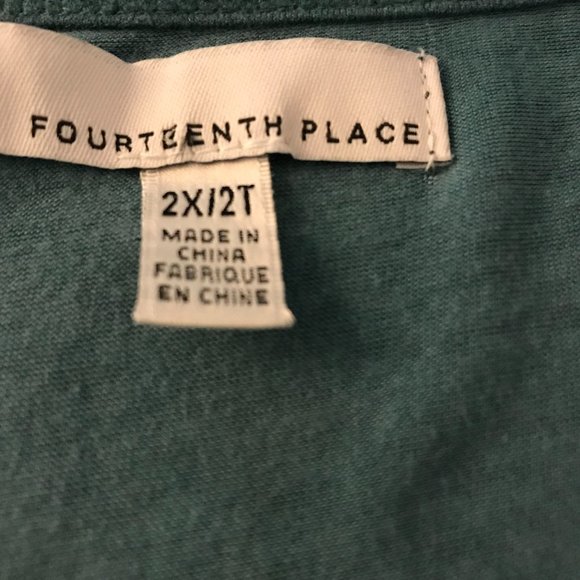 FOURTEENTH PLACE
2X/2T
MADE IN
CHINA
FABRIQUE
EN CHINE